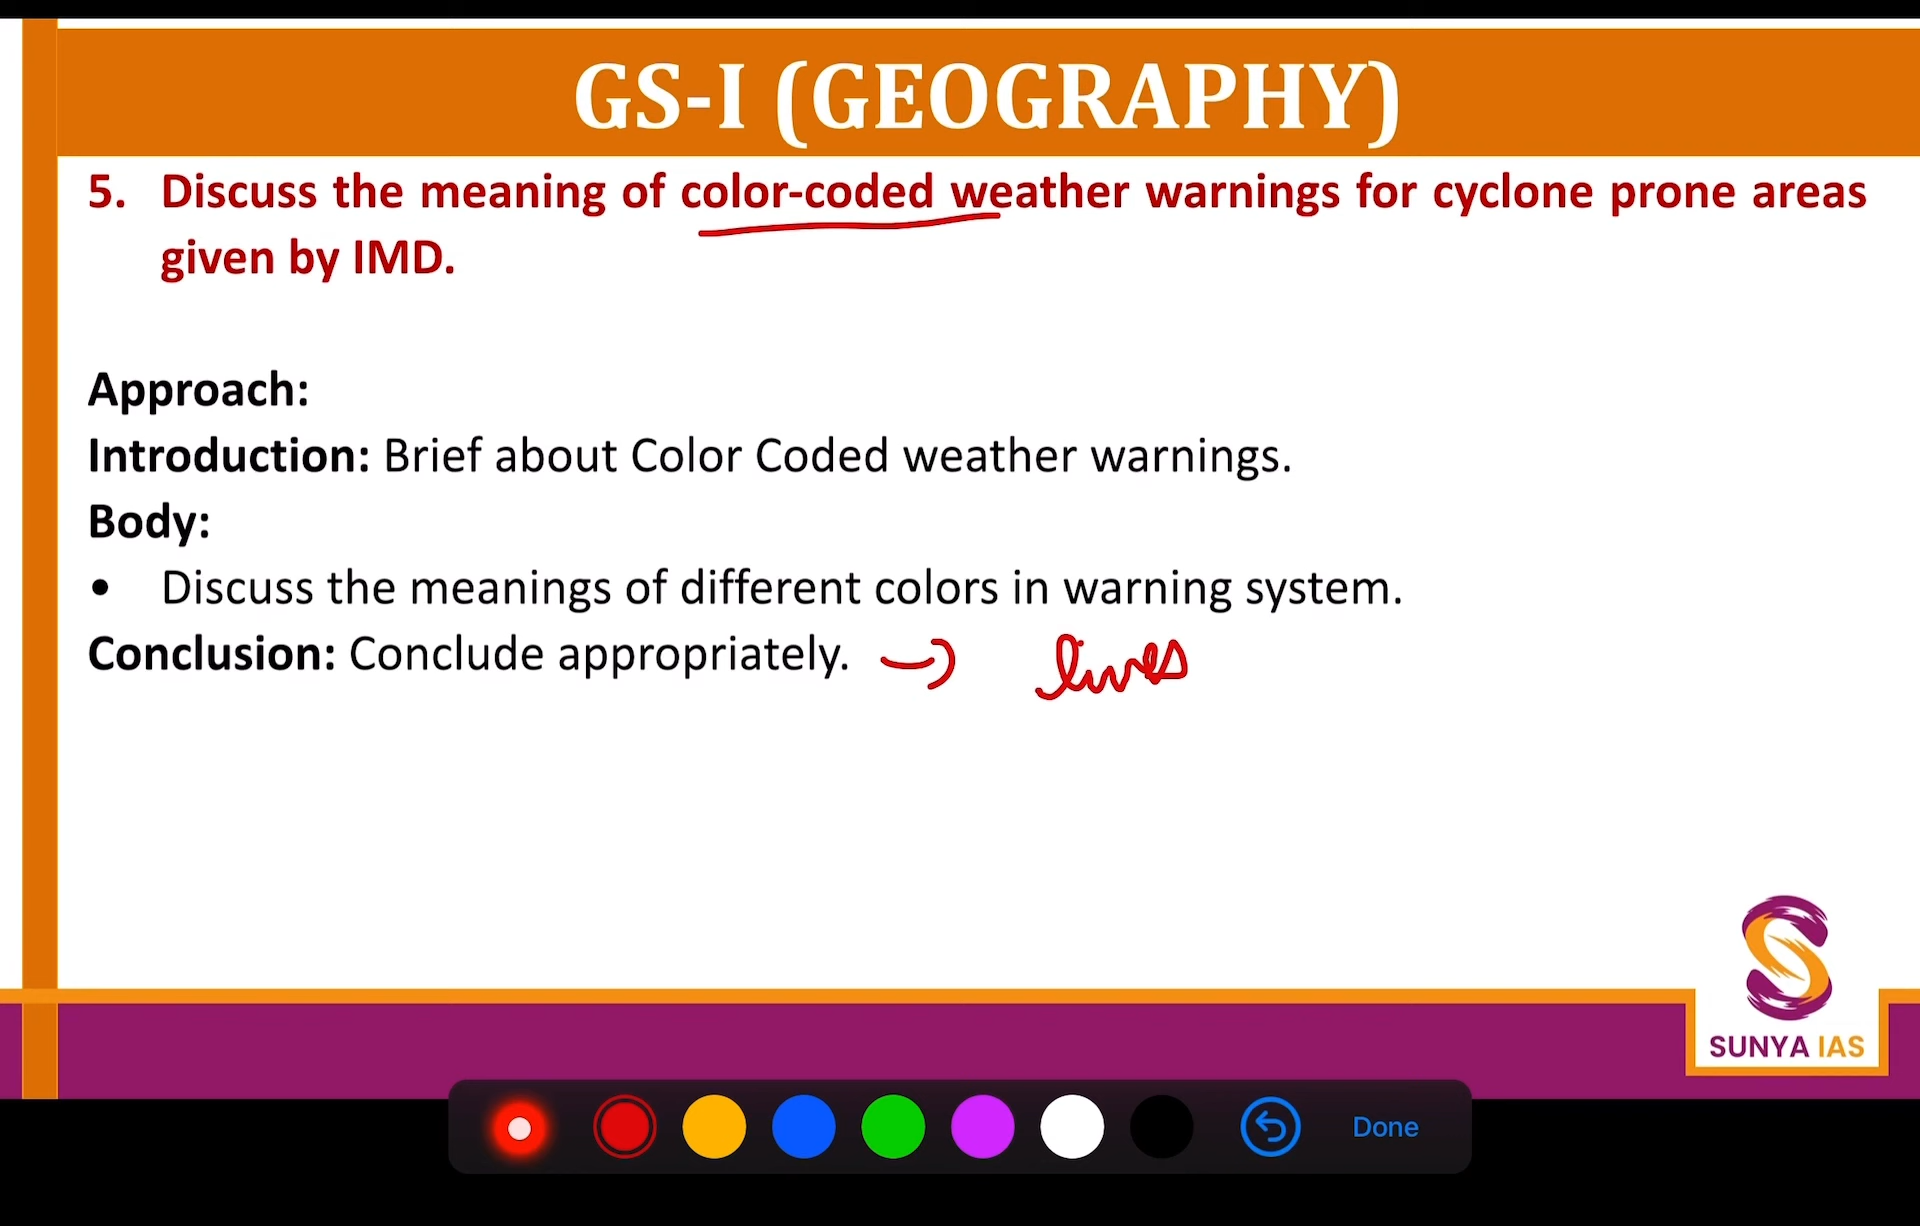 GS-I (GEOGRAPHY)
5. Discuss the meaning of color-coded weather warnings for cyclone prone areas
given by IMD.
Approach:
Introduction: Brief about Color Coded weather warnings.
Body:
• Discuss the meanings of different colors in warning system.
Conclusion: Conclude appropriately. lives
SUNYA IAS
Done